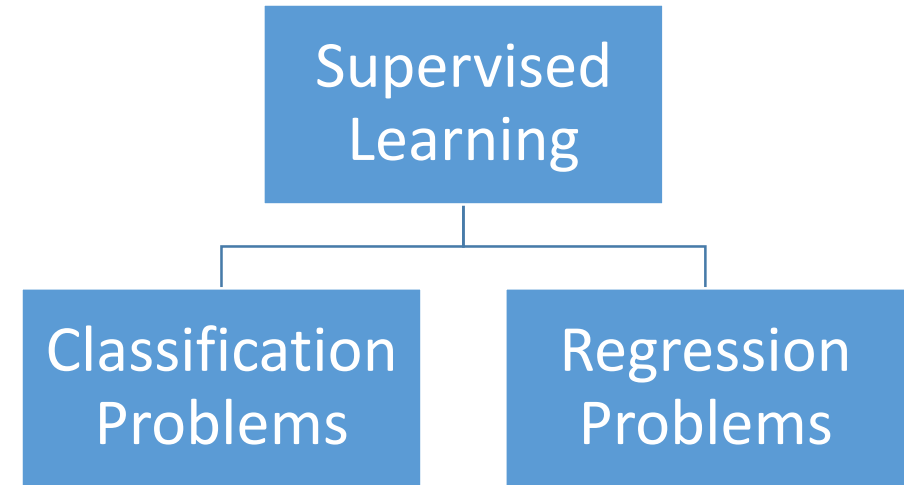 Supervised
Learning
Classification
Problems
Regression
Problems